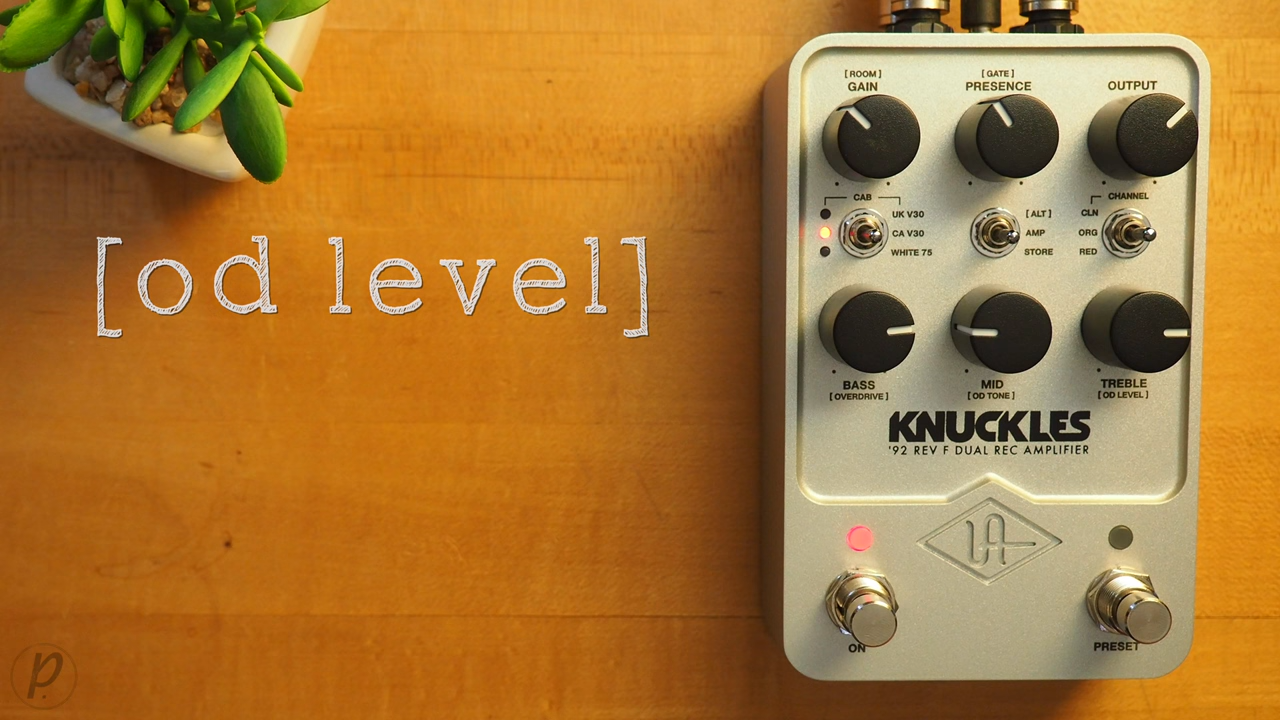 [od level]
[ROOM]
GAIN
[GATE]
PRESENCE
OUTPUT
CAB
UK V30
CA V30
WHITE 75
[ALT]
AMP
STORE
CHANNEL
CLN
ORG
RED
BASS
[OVERDRIVE]
MID
[OD TONE]
TREBLE
[OD LEVEL]
KNUCKLES
'92 REV F DUAL REC AMPLIFIER
UA
ON
PRESET
p.